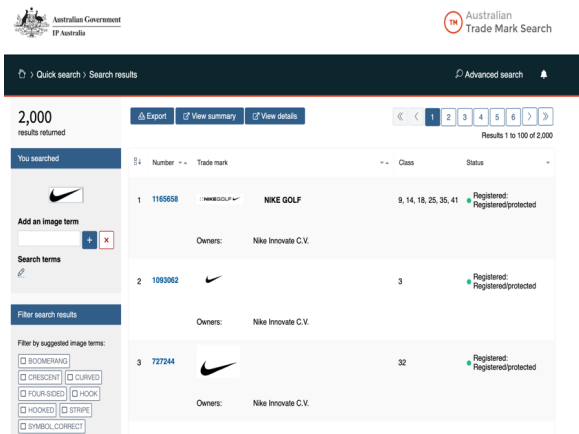 Australian Government
IP Australia
TM
Australian
Trade Mark Search
> Quick search > Search results
Advanced search
2,000
results returned
Export
View summary
View details
1 2 3 4 5 6
Results 1 to 100 of 2,000
You searched
Number
Trade mark
Class
Status
Add an image term
+ x
Search terms
1 1165658 NIKEGOLF NIKE GOLF 9, 14, 18, 25, 35, 41 Registered:
Registered/protected
Owners: Nike Innovate C.V.
2 1093062 3 Registered:
Registered/protected
Owners: Nike Innovate C.V.
Filter search results
Filter by suggested image terms:
BOOMERANG
CRESCENT CURVED
FOUR-SIDED HOOK
HOOKED STRIPE
SYMBOL,CORRECT
3 727244 32 Registered:
Registered/protected
Owners: Nike Innovate C.V.